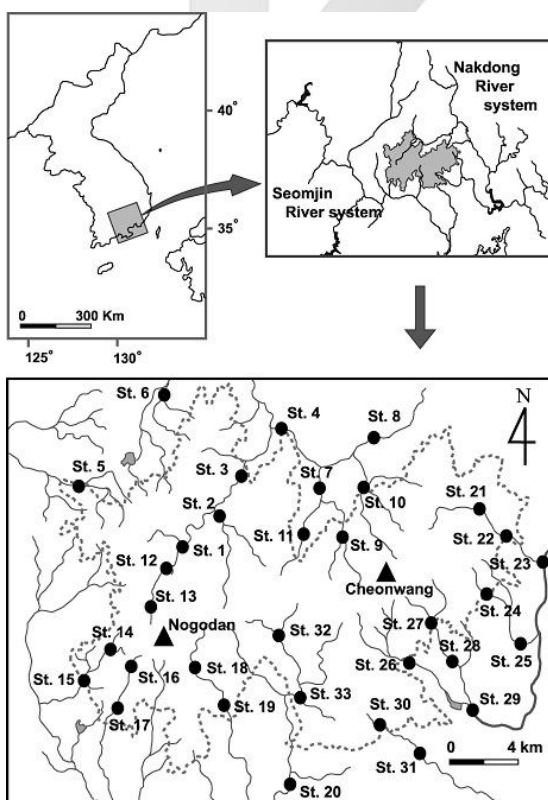 40°
35°
0 300 Km
125° 130°
Nakdong
River
system
Seomjin
River system
N
St. 6
St. 4
St. 8
St. 5
St. 3
St. 7
St. 10
St. 21
St. 2
St. 11
St. 9
St. 22
St. 1
St. 12
St. 23
Cheonwang
St. 24
St. 13
Nogodan
St. 32
St. 27
St. 14
St. 28
St. 25
St. 15
St. 16
St. 18
St. 26
St. 17
St. 19
St. 33
St. 30
St. 29
St. 31
0 4 km
St. 20